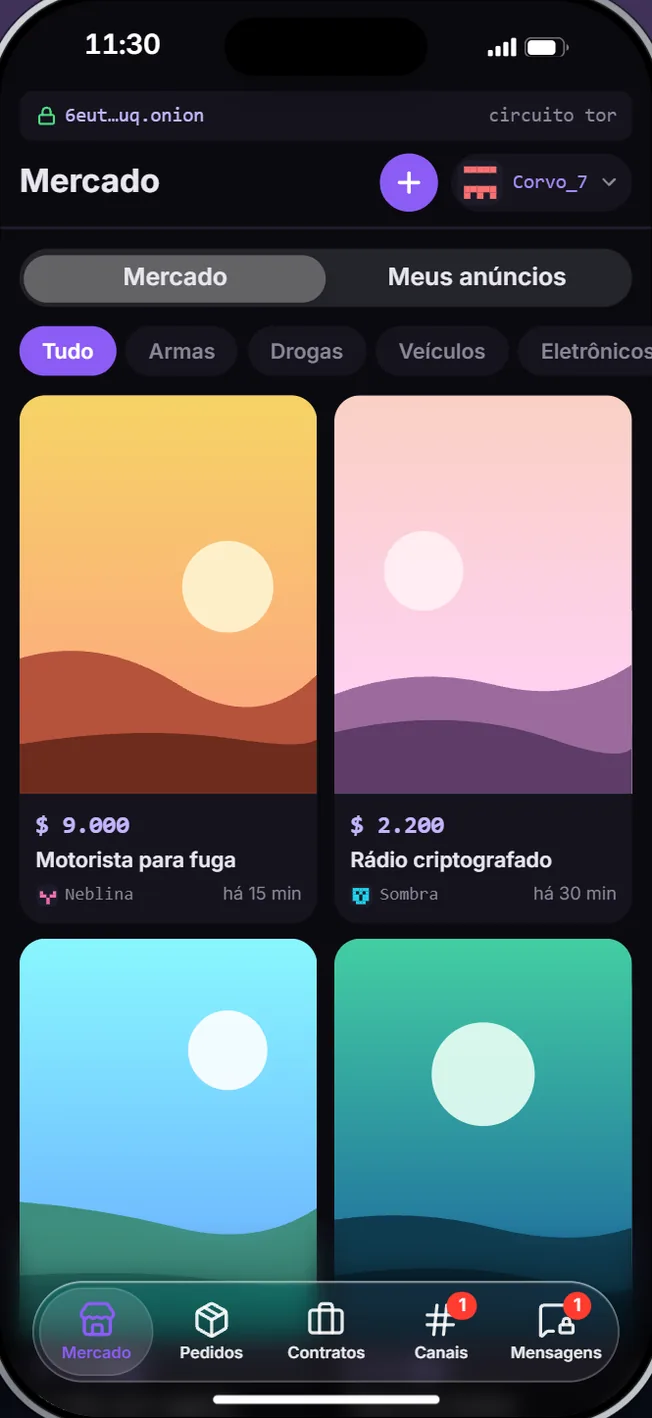 11:30
6eut…uq.onion circuito tor
Mercado
Corvo_7
Mercado Meus anúncios
Tudo Armas Drogas Veículos Eletrônicos
$ 9.000
Motorista para fuga
Neblina há 15 min
$ 2.200
Rádio criptografado
Sombra há 30 min
1 1
Mercado Pedidos Contratos Canais Mensagens